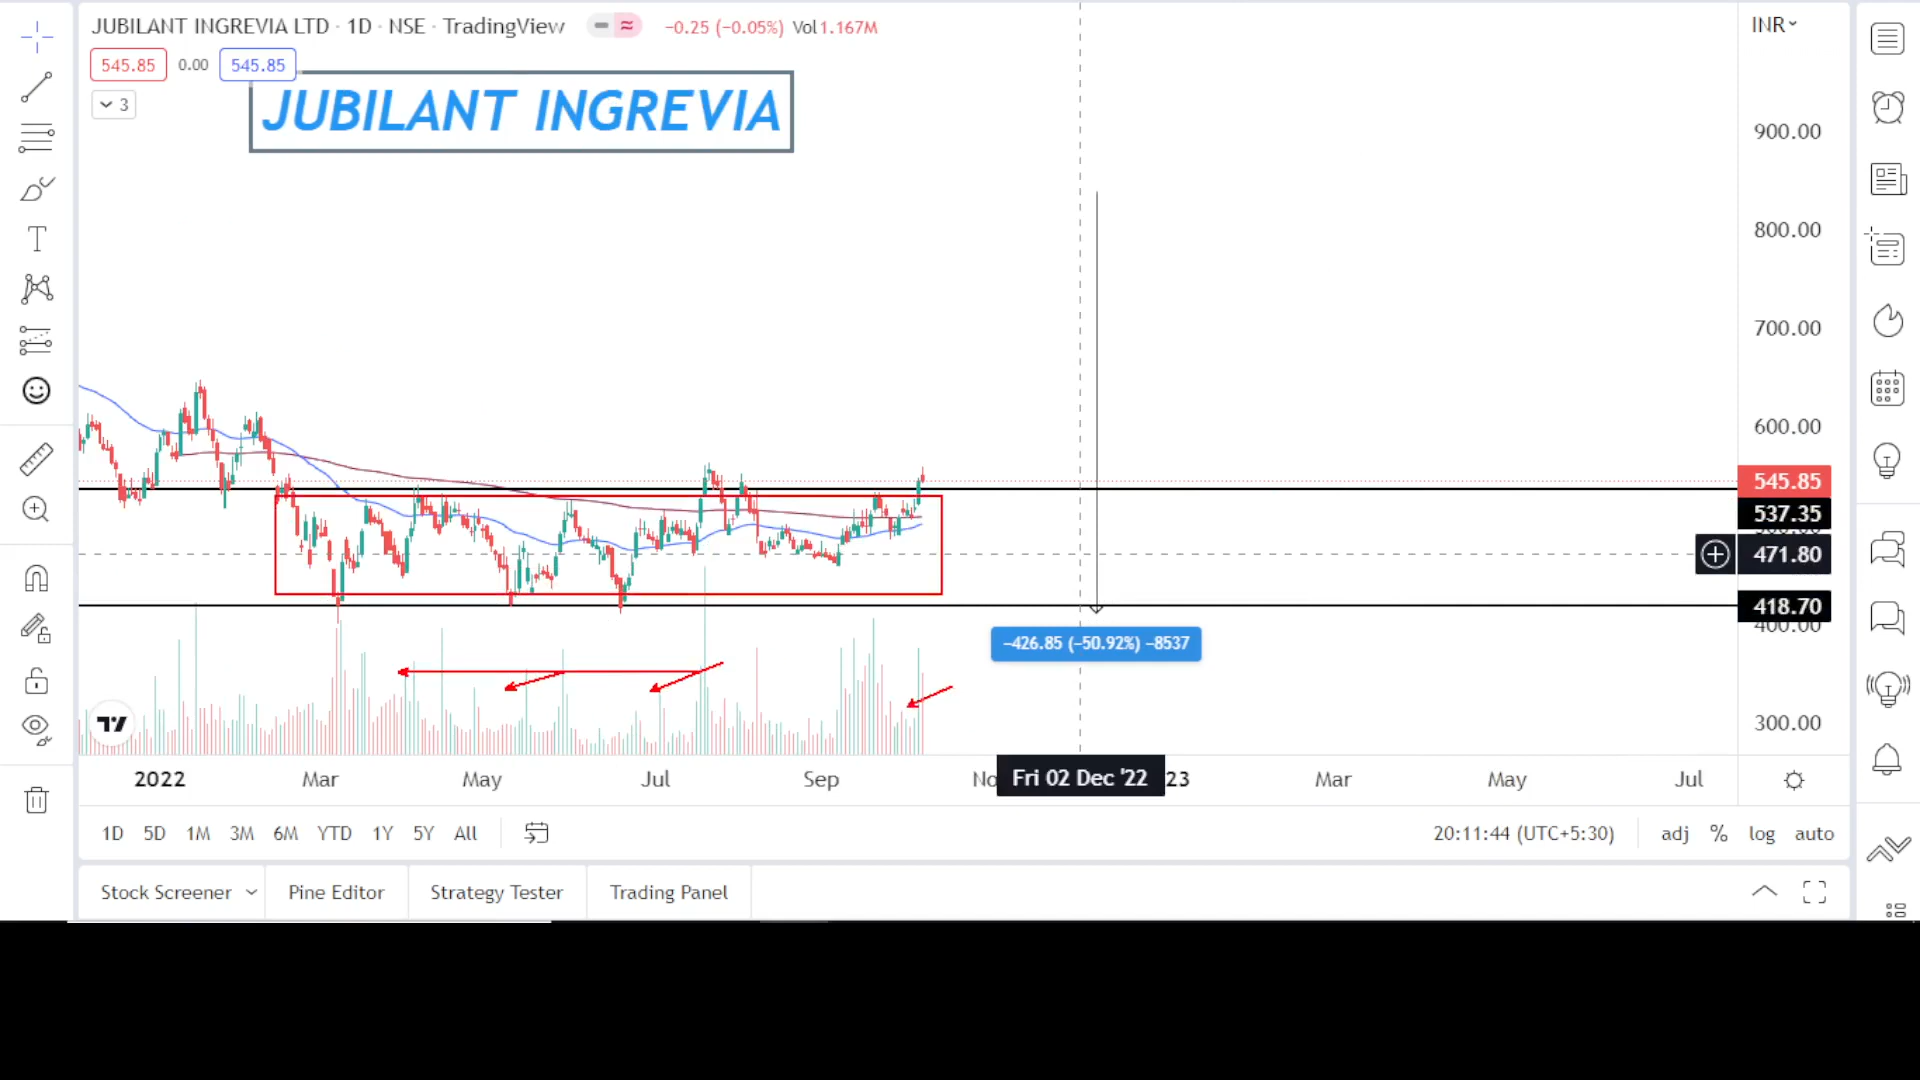 JUBILANT INGREVIA LTD · 1D · NSE · TradingView −0.25 (−0.05%) Vol 1.167M
INR
545.85 0.00 545.85
3
JUBILANT INGREVIA
900.00
800.00
700.00
600.00
545.85
537.35
471.80
418.70
400.00
300.00
−426.85 (−50.92%) −8537
2022 Mar May Jul Sep No Fri 02 Dec '22 23 Mar May Jul
1D 5D 1M 3M 6M YTD 1Y 5Y All 20:11:44 (UTC+5:30) adj % log auto
Stock Screener Pine Editor Strategy Tester Trading Panel